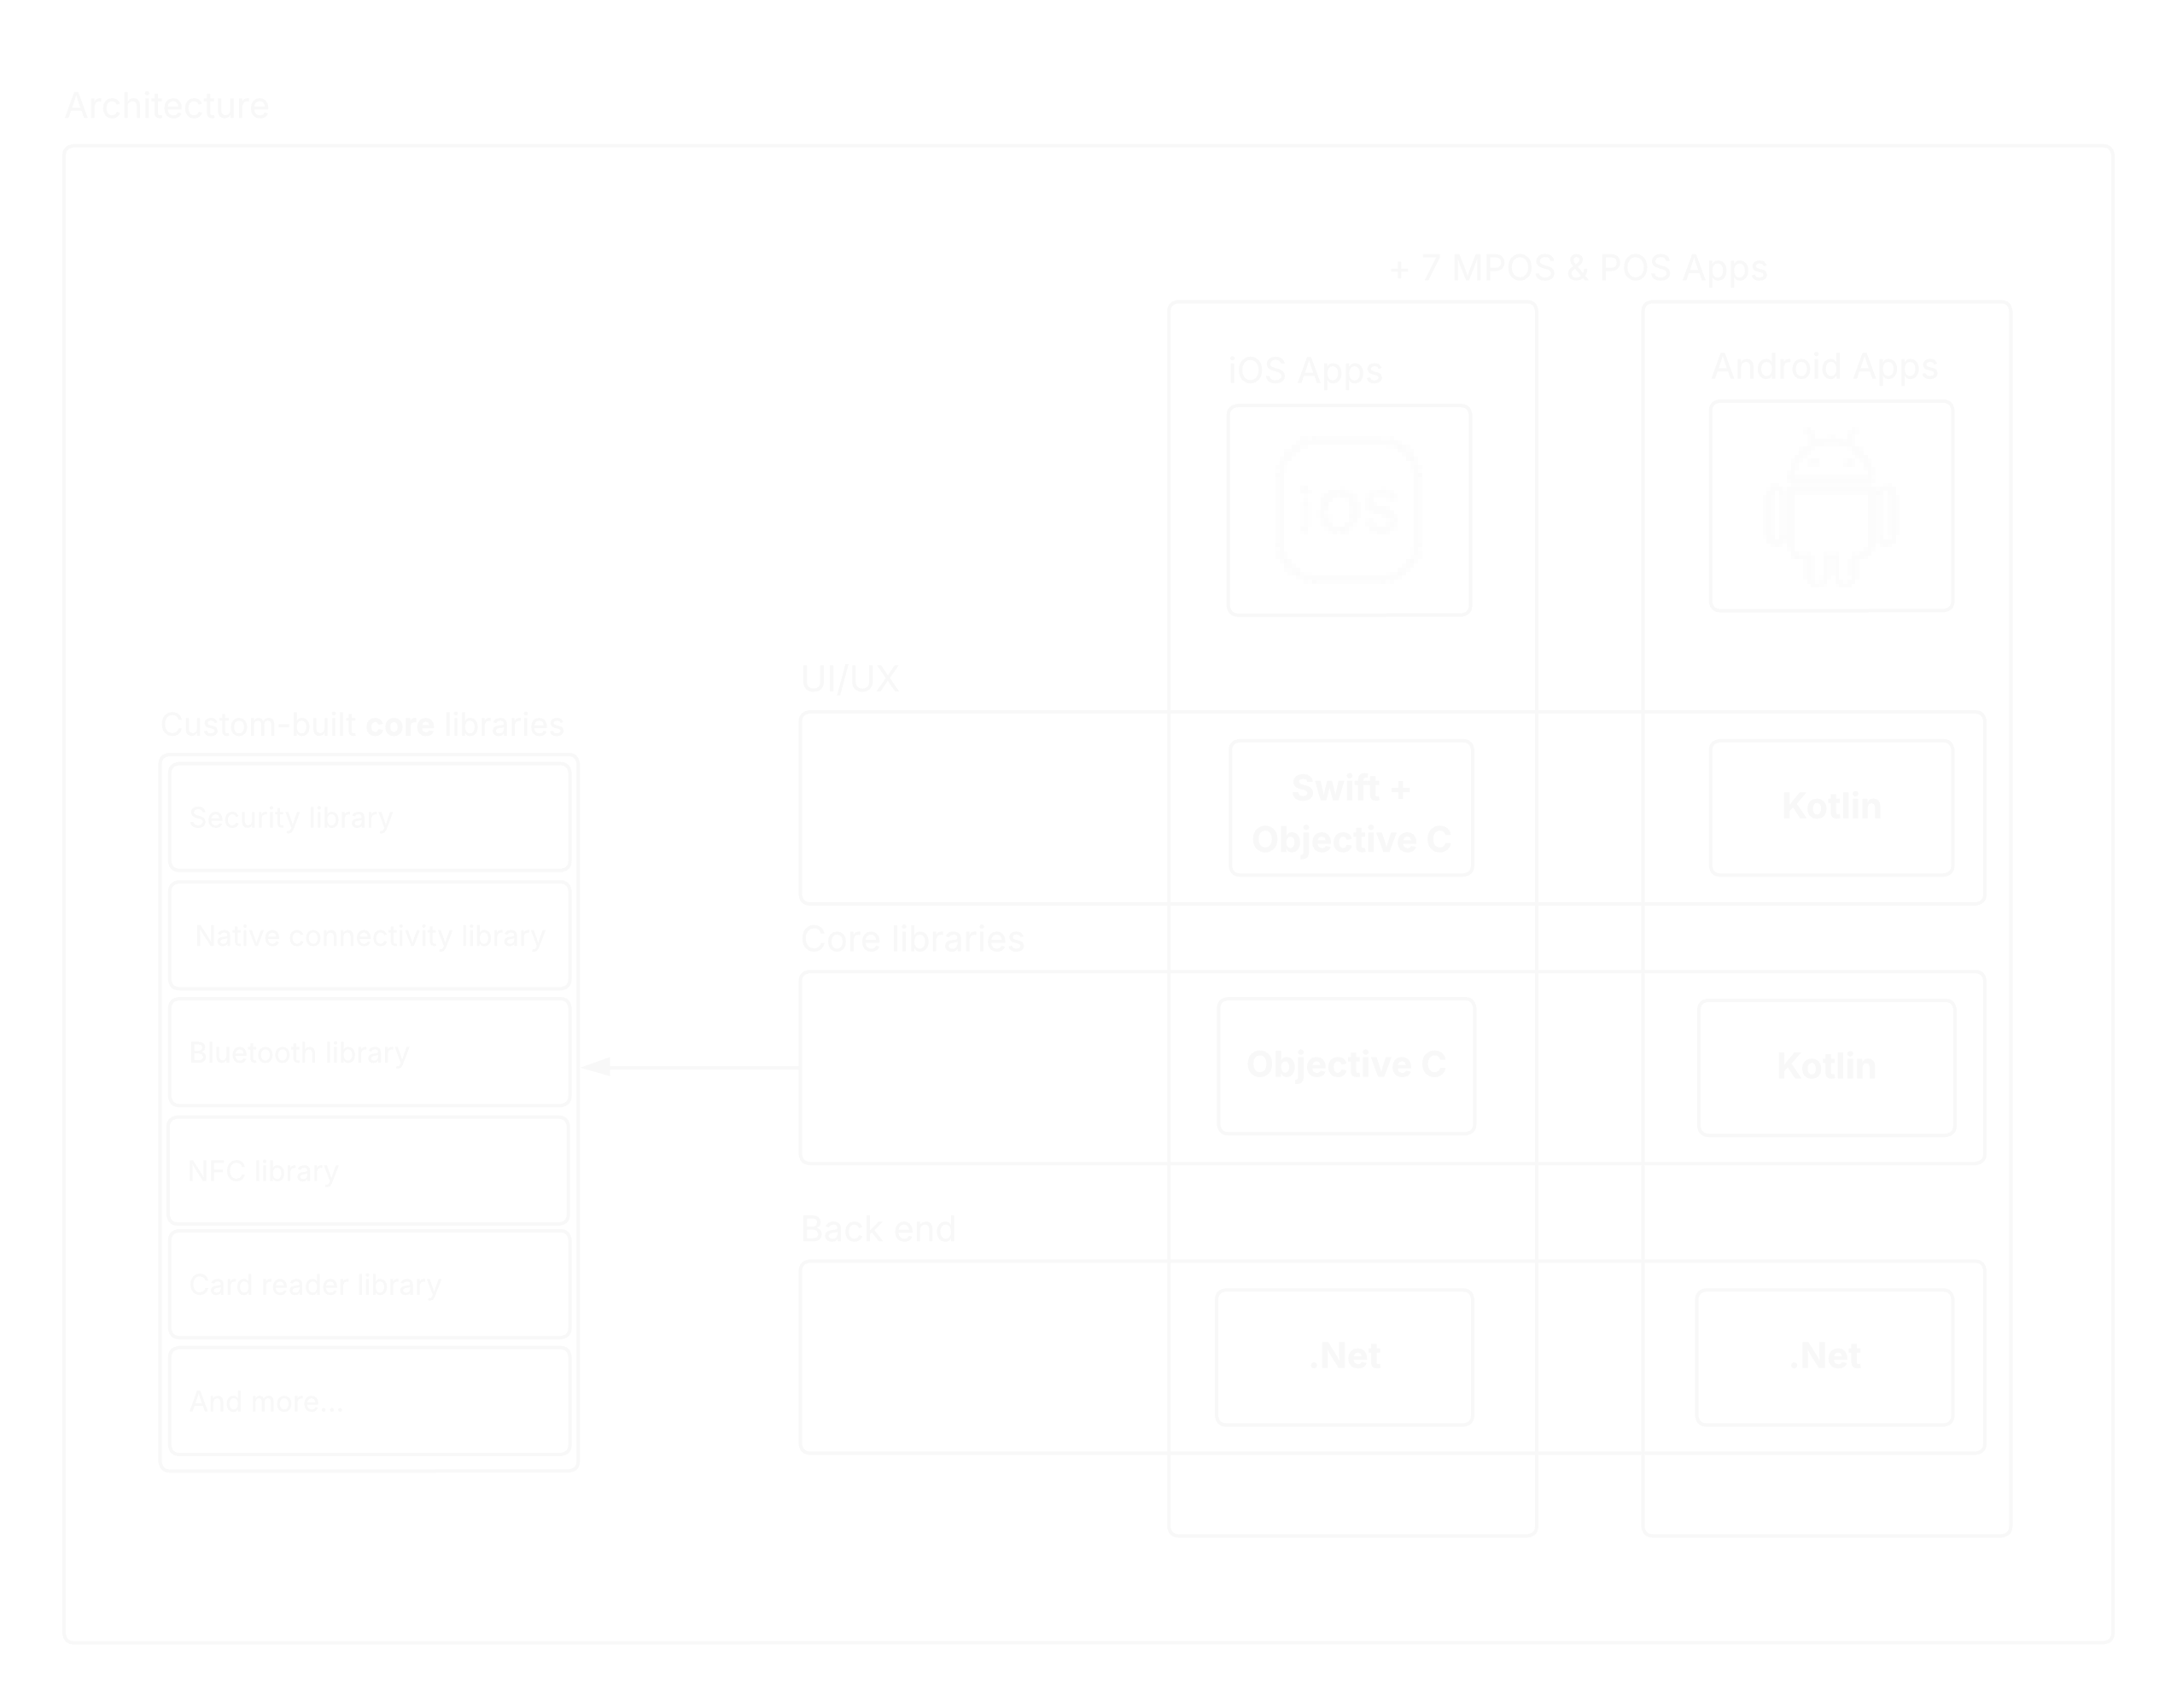 Architecture
+ 7 MPOS & POS Apps
iOS Apps
Android Apps
iOS
UI/UX
Swift +
Objective C
Kotlin
Custom-built core libraries
Security library
Native connectivity library
Bluetooth library
NFC library
Card reader library
And more...
Core libraries
Objective C
Kotlin
Back end
.Net
.Net